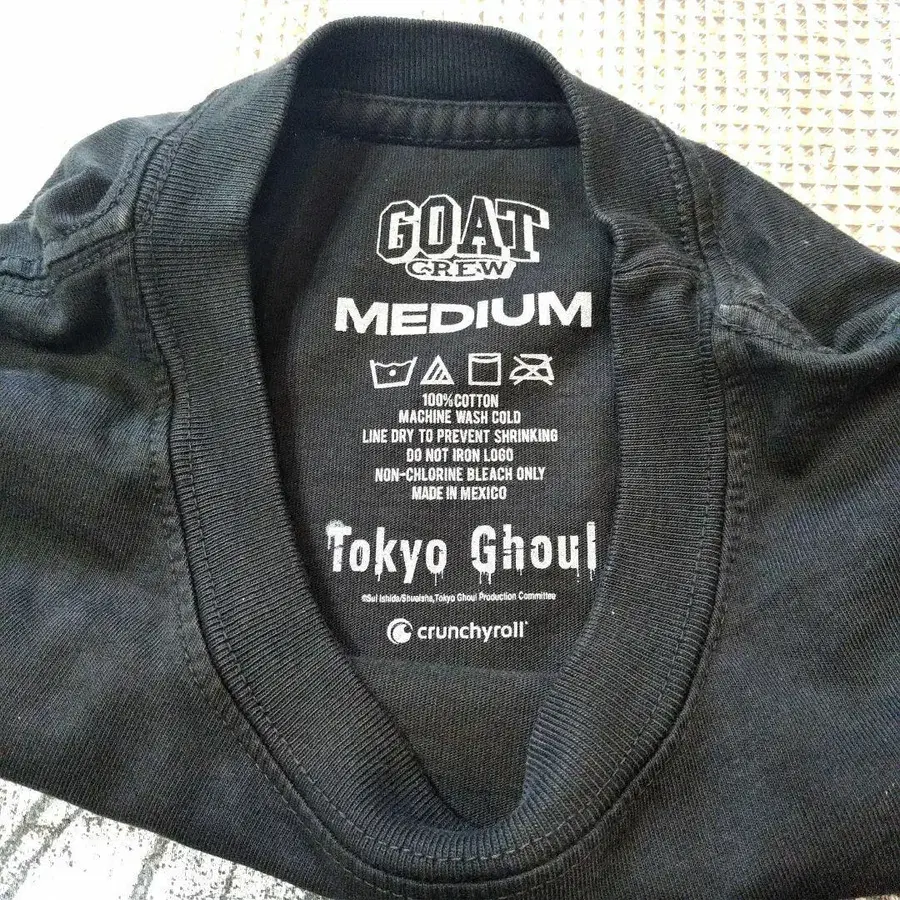 GOAT
CREW
MEDIUM
100% COTTON
MACHINE WASH COLD
LINE DRY TO PREVENT SHRINKING
DO NOT IRON LOGO
NON-CHLORINE BLEACH ONLY
MADE IN MEXICO
Tokyo Ghoul
©Sui Ishida/Shueisha,Tokyo Ghoul Production Committee
crunchyroll